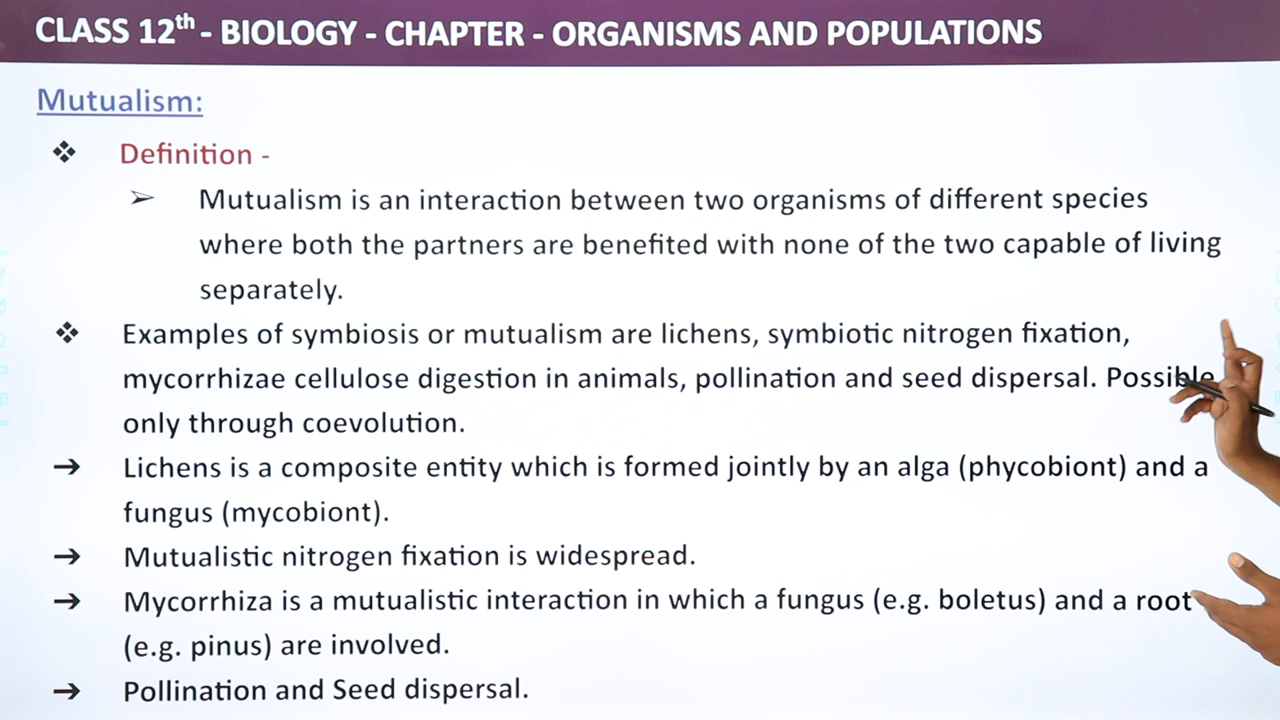 CLASS 12th - BIOLOGY - CHAPTER - ORGANISMS AND POPULATIONS
Mutualism:
❖ Definition -
➢ Mutualism is an interaction between two organisms of different species
where both the partners are benefited with none of the two capable of living
separately.
❖ Examples of symbiosis or mutualism are lichens, symbiotic nitrogen fixation,
mycorrhizae cellulose digestion in animals, pollination and seed dispersal. Possible
only through coevolution.
→ Lichens is a composite entity which is formed jointly by an alga (phycobiont) and a
fungus (mycobiont).
→ Mutualistic nitrogen fixation is widespread.
→ Mycorrhiza is a mutualistic interaction in which a fungus (e.g. boletus) and a root
(e.g. pinus) are involved.
→ Pollination and Seed dispersal.